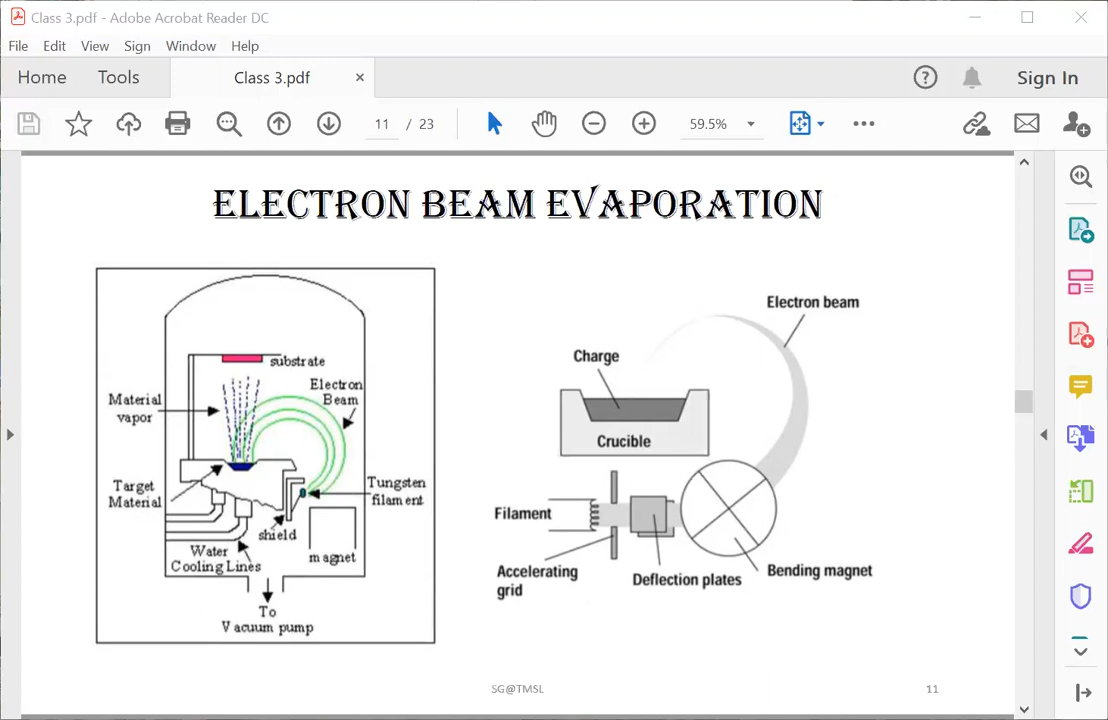 Class 3.pdf - Adobe Acrobat Reader DC
File Edit View Sign Window Help
Home Tools Class 3.pdf Sign In
11 / 23 59.5%
ELECTRON BEAM EVAPORATION
substrate
Electron
Beam
Material
vapor
Target
Material
Tungsten
filament
shield
magnet
Water
Cooling Lines
To
Vacuum pump
Electron beam
Charge
Crucible
Filament
Accelerating
grid
Deflection plates
Bending magnet
SG@TMSL
11